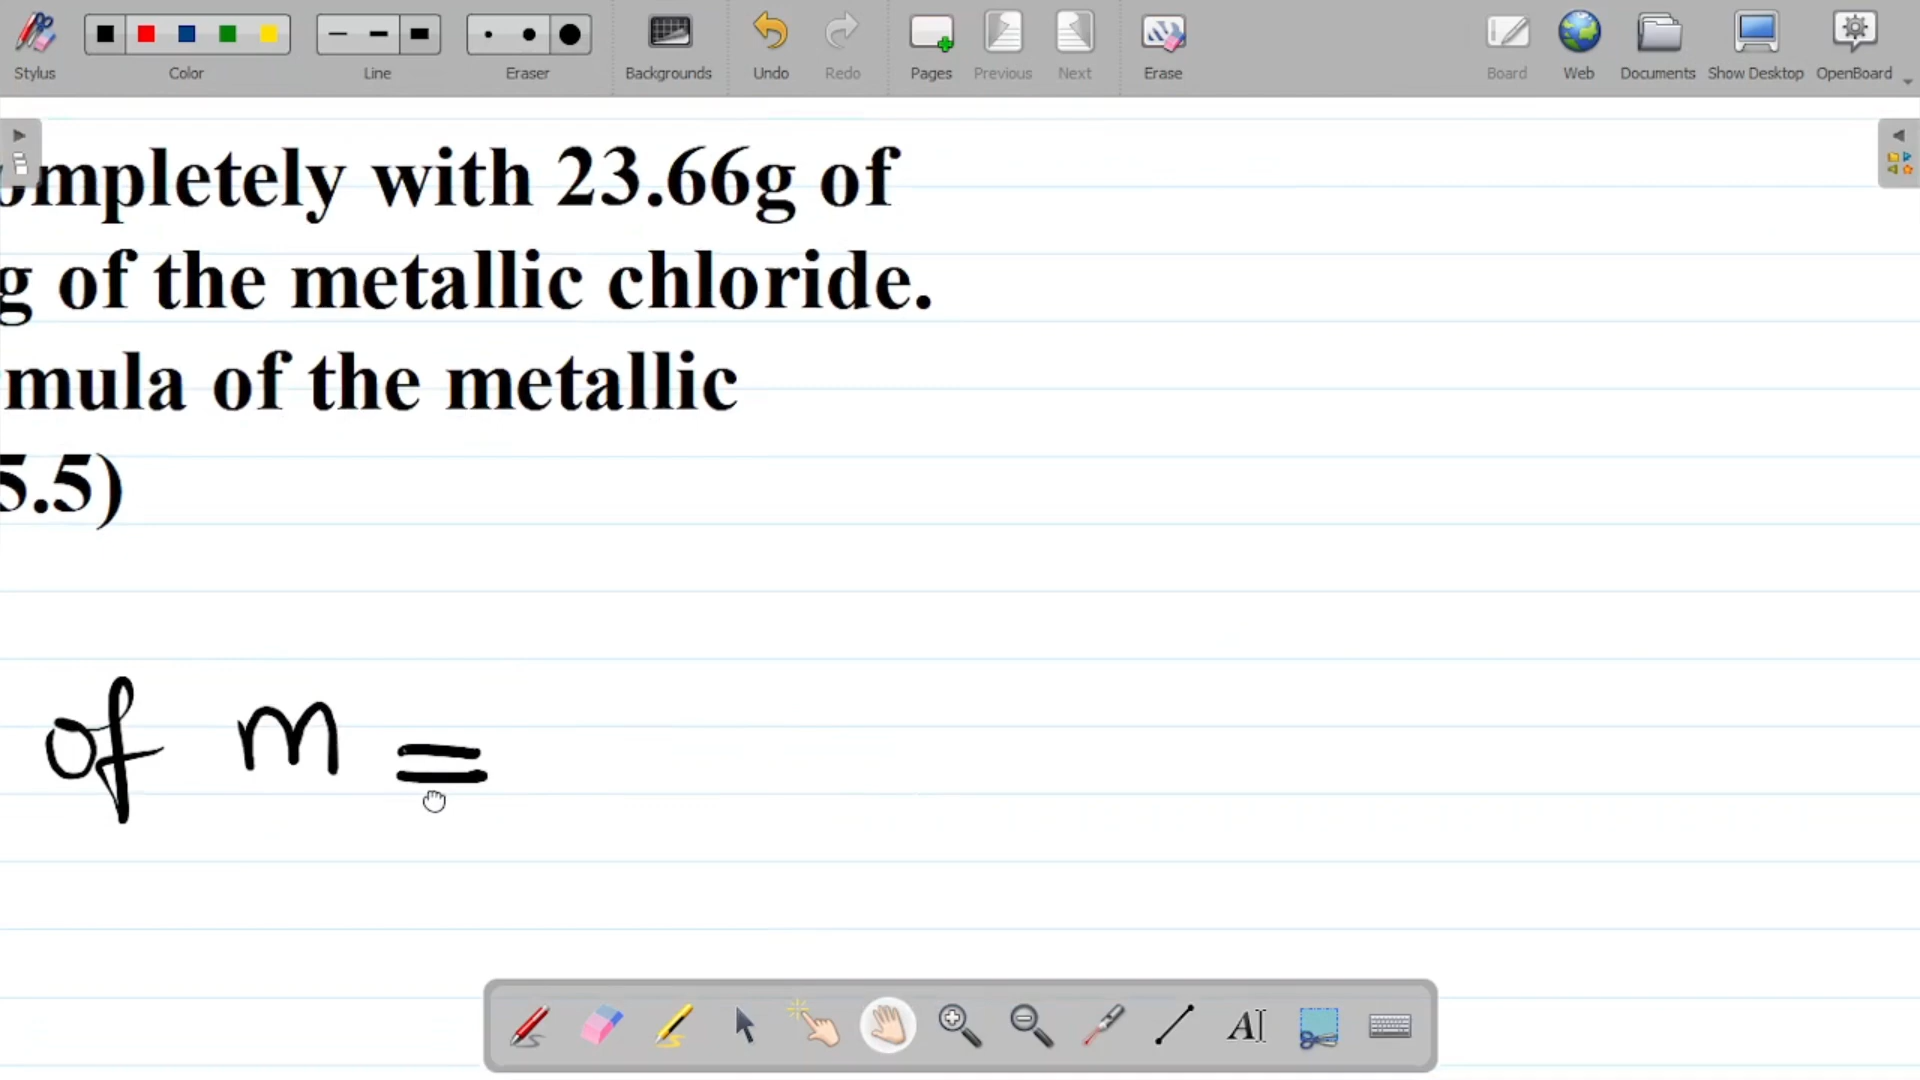 Stylus Color Line Eraser Backgrounds Undo Redo Pages Previous Next Erase Board Web Documents Show Desktop OpenBoard
ompletely with 23.66g of
g of the metallic chloride.
mula of the metallic
5.5)
of m =